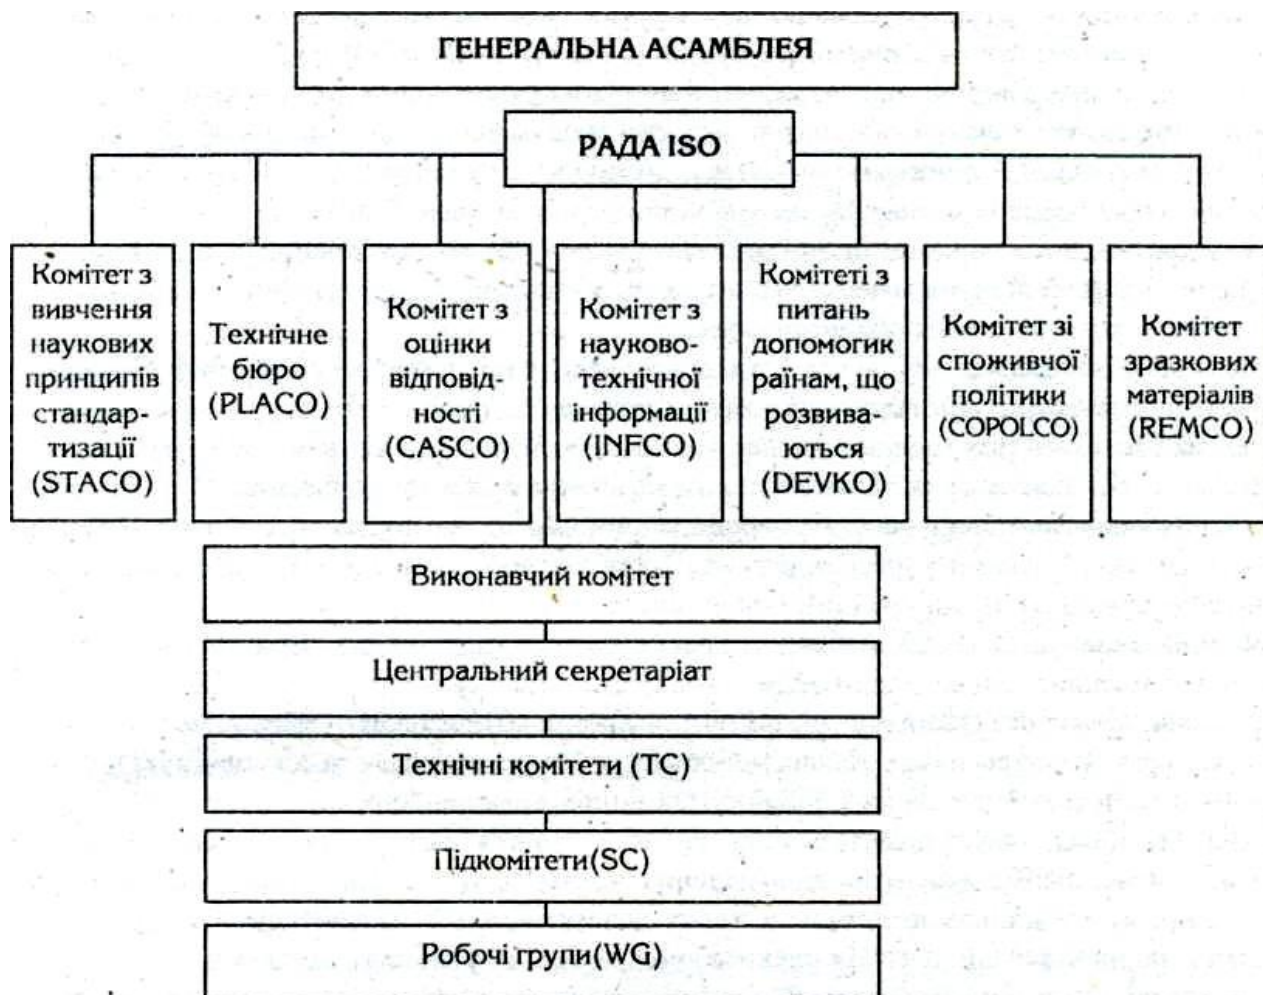 ГЕНЕРАЛЬНА АСАМБЛЕЯ
РАДА ISO
Комітет з
вивчення
наукових
принципів
стандар-
тизації
(STACO)
Технічне
бюро
(PLACO)
Комітет з
оцінки
відповід-
ності
(CASCO)
Комітет з
науково-
технічної
інформації
(INFCO)
Комітеті з
питань
допомогик
раїнам, що
розвива-
ються
(DEVKO)
Комітет зі
споживчої
політики
(COPOLCO)
Комітет
зразкових
матеріалів
(REMCO)
Виконавчий комітет
Центральний секретаріат
Технічні комітети (TC)
Підкомітети(SC)
Робочі групи(WG)